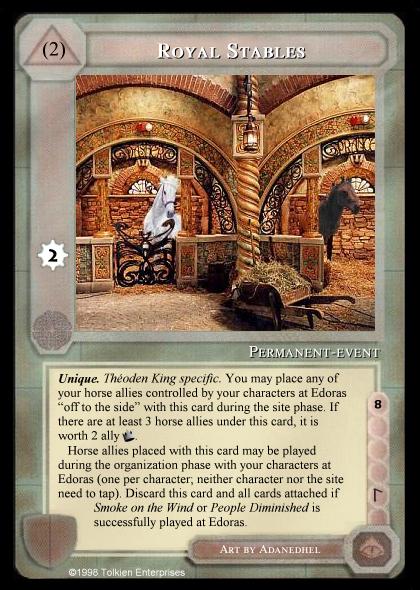 (2)
ROYAL STABLES
2
PERMANENT-EVENT
Unique. Théoden King specific. You may place any of
your horse allies controlled by your characters at Edoras
“off to the side” with this card during the site phase. If
there are at least 3 horse allies under this card, it is
worth 2 ally
Horse allies placed with this card may be played
during the organization phase with your characters at
Edoras (one per character; neither character nor the site
need to tap). Discard this card and all cards attached if
Smoke on the Wind or People Diminished is
successfully played at Edoras.
8
ART BY ADANEDHEL
©1998 Tolkien Enterprises